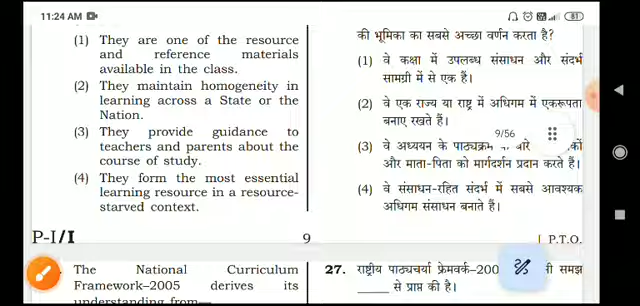 11:24 AM
81
(1) They are one of the resource
and reference materials
available in the class.
(2) They maintain homogeneity in
learning across a State or the
Nation.
(3) They provide guidance to
teachers and parents about the
course of study.
(4) They form the most essential
learning resource in a resource-
starved context.
की भूमिका का सबसे अच्छा वर्णन करता है?
(1) वे कक्षा में उपलब्ध संसाधन और संदर्भ
सामग्री में से एक हैं।
(2) वे एक राज्य या राष्ट्र में अधिगम में एकरूपता
बनाए रखते हैं।
9/56
(3) वे अध्ययन के पाठ्यक्रम
और माता-पिता को मार्गदर्शन प्रदान करते हैं।
(4) वे संसाधन-रहित संदर्भ में सबसे आवश्यक
अधिगम संसाधन बनाते हैं।
P-I/I
9
P.T.O.
The National Curriculum
Framework–2005 derives its
understanding from—
27. राष्ट्रीय पाठ्यचर्या फ्रेमवर्क-200 समझ
से प्राप्त की है।